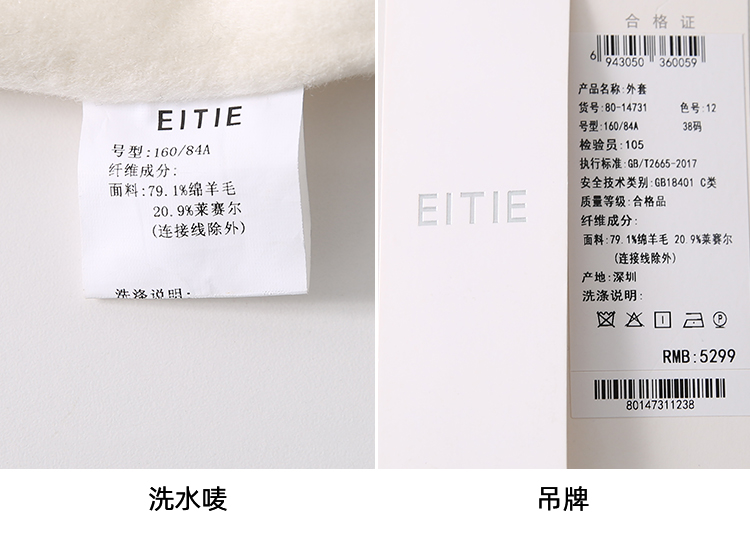 EITIE
号型:160/84A
纤维成分:
面料:79.1%绵羊毛
20.9%莱赛尔
(连接线除外)
洗涤说明:
EITIE
合格证
6 943050 360059
产品名称:外套
货号:80-14731 色号:12
号型:160/84A 38码
检验员:105
执行标准:GB/T2665-2017
安全技术类别:GB18401 C类
质量等级:合格品
纤维成分:
面料:79.1%绵羊毛 20.9%莱赛尔
(连接线除外)
产地:深圳
洗涤说明:
P
RMB:5299
80147311238
洗水唛
吊牌